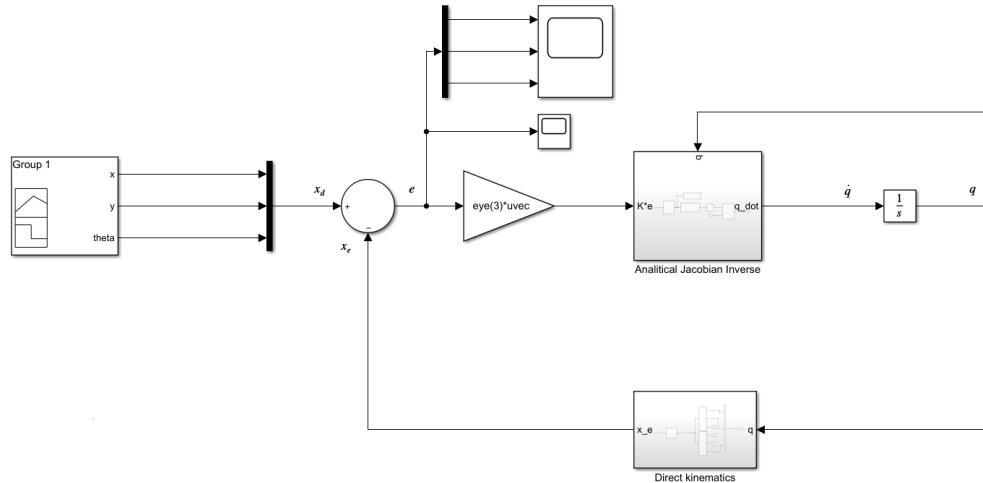 Group 1
x
y
theta
x_d
+
−
x_e
e
eye(3)*uvec
q
K*e
q_dot
Analitical Jacobian Inverse
q̇
1
s
q
x_e
q
Direct kinematics